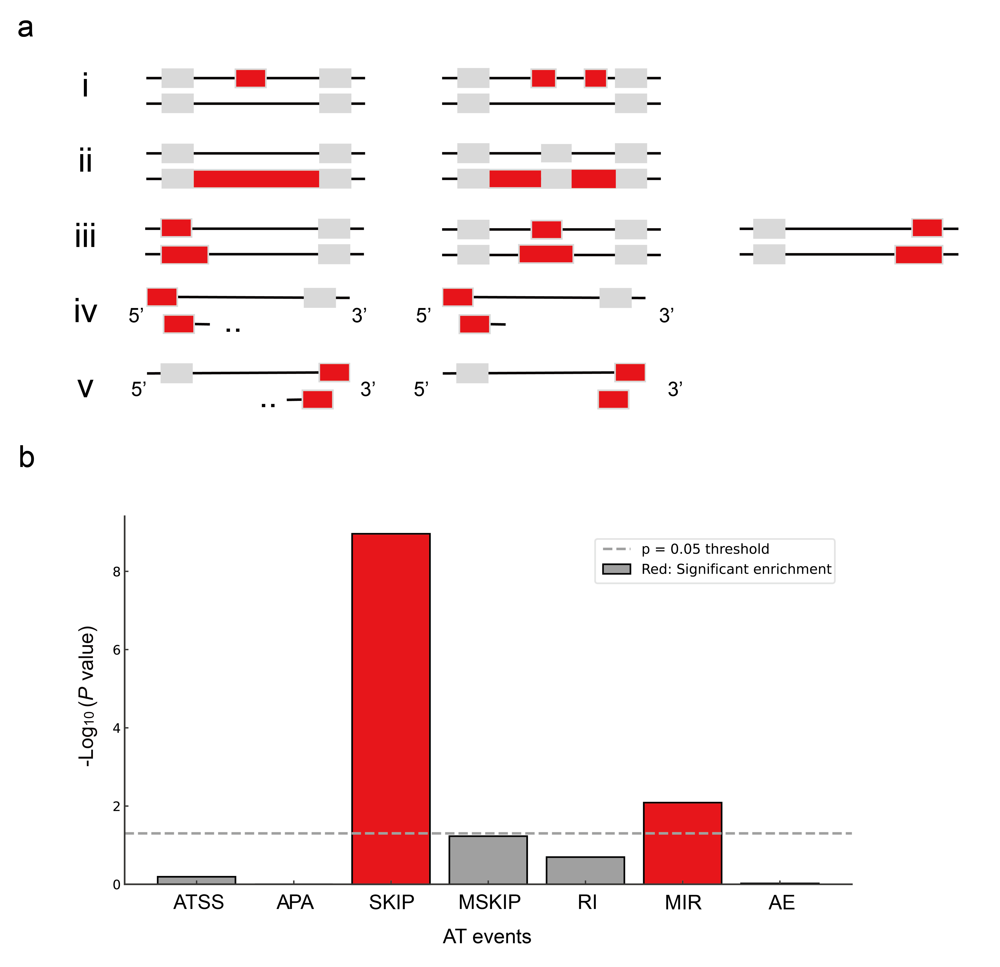 a
i
ii
iii
iv
5’ 3’ 5’ 3’
..
v
5’ 3’ 5’ 3’
..
b
-Log10 (P value)
8
6
4
2
0
p = 0.05 threshold
Red: Significant enrichment
ATSS APA SKIP MSKIP RI MIR AE
AT events